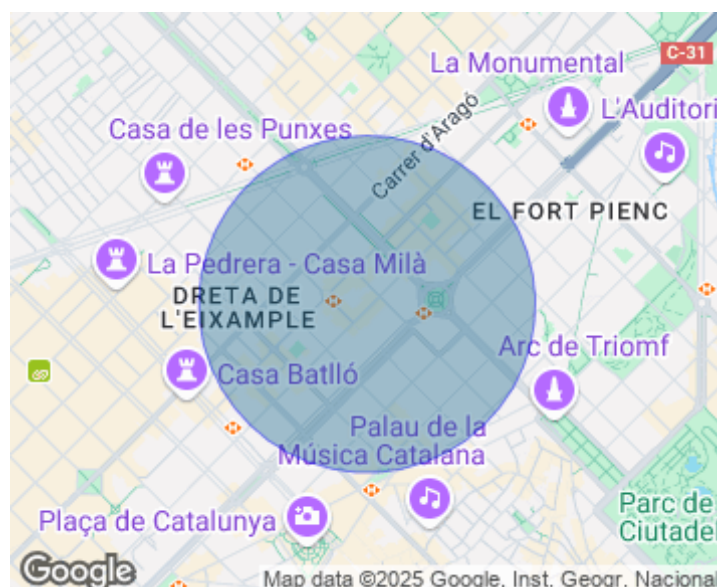 C-31
La Monumental
L'Auditori
Casa de les Punxes
Carrer d'Aragó
EL FORT PIENC
La Pedrera - Casa Milà
DRETA DE
L'EIXAMPLE
Arc de Triomf
Casa Batlló
Palau de la
Música Catalana
Plaça de Catalunya
Parc de
Ciutadel
Google
Map data ©2025 Google, Inst. Geogr. Nacional